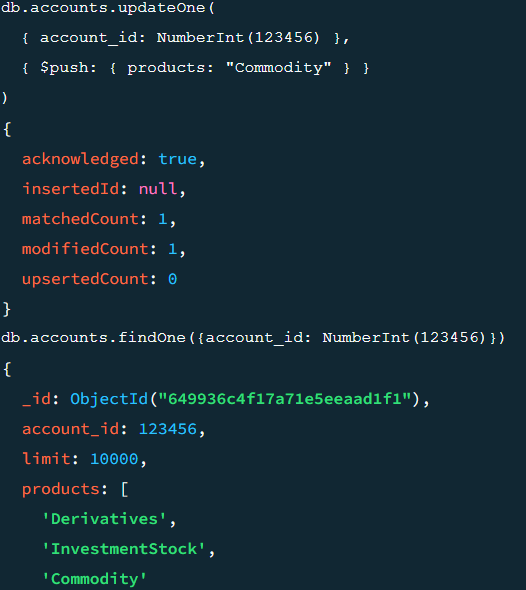 db.accounts.updateOne(
{ account_id: NumberInt(123456) },
{ $push: { products: "Commodity" } }
)
{
acknowledged: true,
insertedId: null,
matchedCount: 1,
modifiedCount: 1,
upsertedCount: 0
}
db.accounts.findOne({account_id: NumberInt(123456)})
{
_id: ObjectId("649936c4f17a71e5eeaad1f1"),
account_id: 123456,
limit: 10000,
products: [
'Derivatives',
'InvestmentStock',
'Commodity'